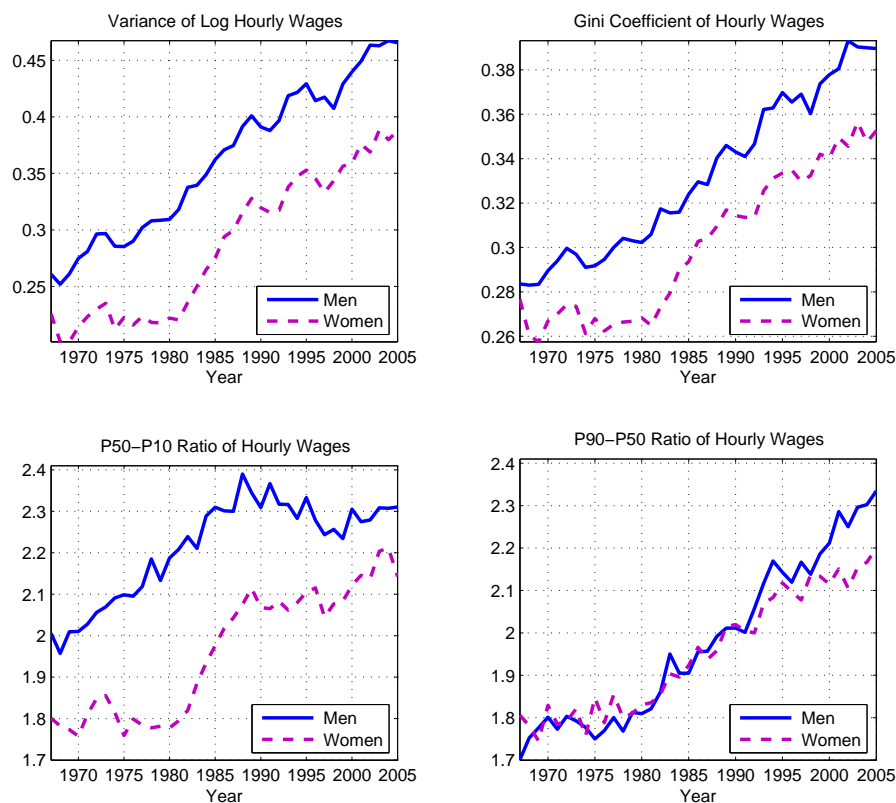 Variance of Log Hourly Wages
0.45
0.4
0.35
0.3
0.25
Men
Women
1970 1975 1980 1985 1990 1995 2000 2005
Year
Gini Coefficient of Hourly Wages
0.38
0.36
0.34
0.32
0.3
0.28
0.26
Men
Women
1970 1975 1980 1985 1990 1995 2000 2005
Year
P50−P10 Ratio of Hourly Wages
2.4
2.3
2.2
2.1
2
1.9
1.8
1.7
Men
Women
1970 1975 1980 1985 1990 1995 2000 2005
Year
P90−P50 Ratio of Hourly Wages
2.4
2.3
2.2
2.1
2
1.9
1.8
1.7
Men
Women
1970 1975 1980 1985 1990 1995 2000 2005
Year